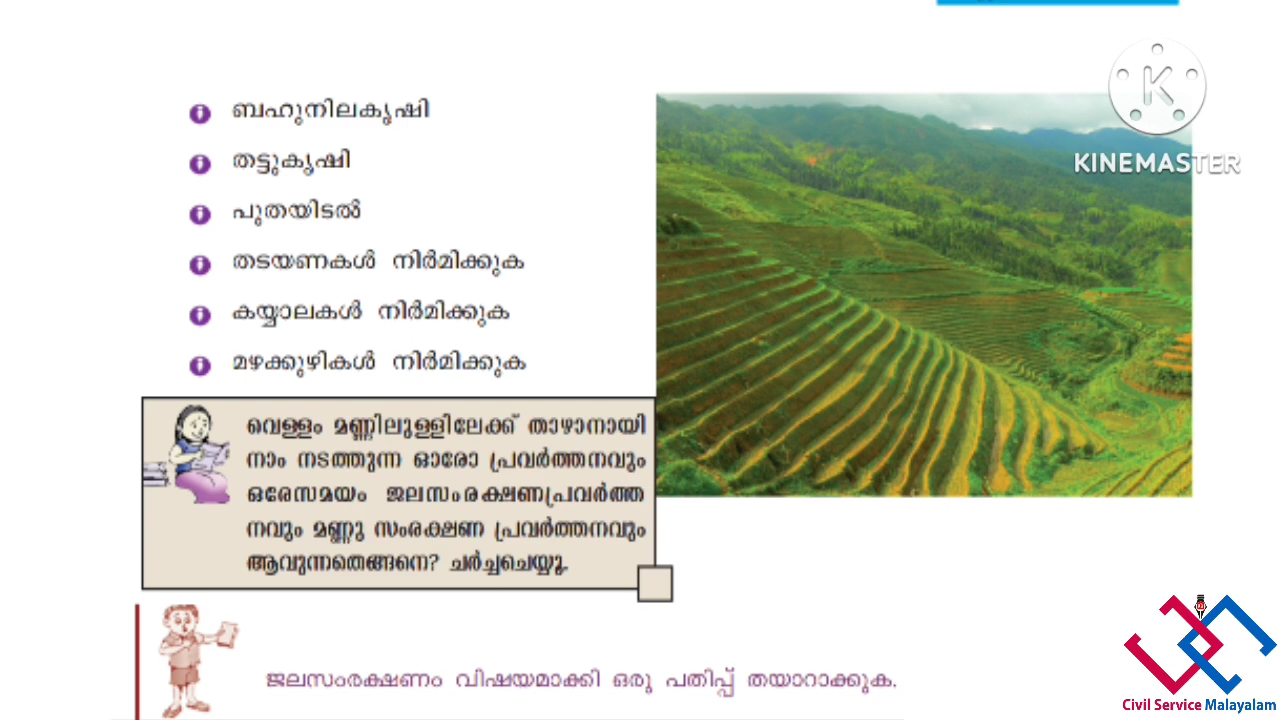 ബഹുനിലകൃഷി
തട്ടുകൃഷി
പുതയിടൽ
തടയണകൾ നിർമിക്കുക
കയ്യാലകൾ നിർമിക്കുക
മഴക്കുഴികൾ നിർമിക്കുക
KINEMASTER
വെള്ളം മണ്ണിലുള്ളിലേക്ക് താഴാനായി
നാം നടത്തുന്ന ഓരോ പ്രവർത്തനവും
ഒരേസമയം ജലസംരക്ഷണപ്രവർത്ത
നവും മണ്ണു സംരക്ഷണ പ്രവർത്തനവും
ആവുന്നതെങ്ങനെ? ചർച്ചചെയ്യൂ.
ജലസംരക്ഷണം വിഷയമാക്കി ഒരു പതിപ്പ് തയാറാക്കുക.
Civil Service Malayalam